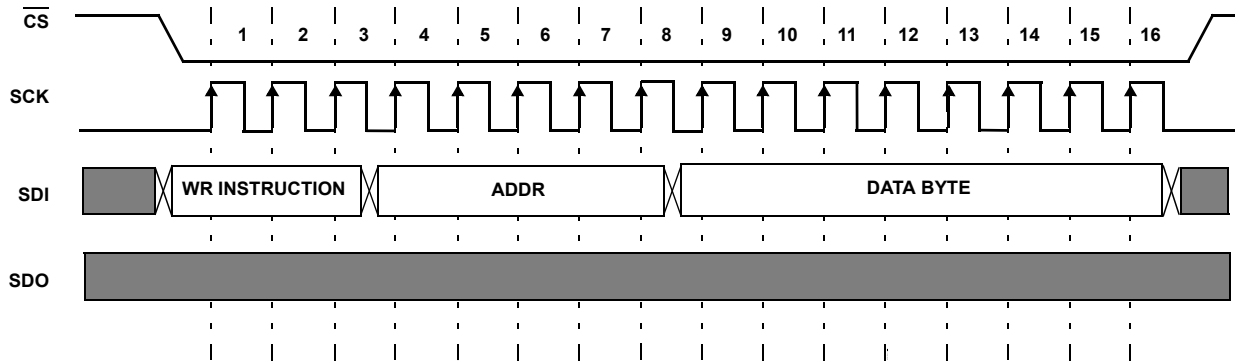 CS
1 2 3 4 5 6 7 8 9 10 11 12 13 14 15 16
SCK
SDI WR INSTRUCTION ADDR DATA BYTE
SDO